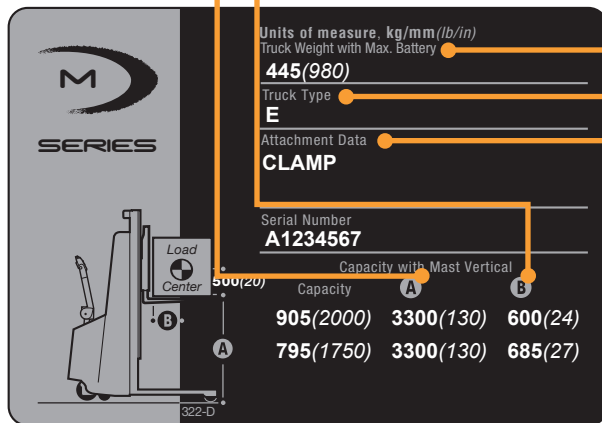 Units of measure, kg/mm(lb/in)
Truck Weight with Max. Battery
445(980)
Truck Type
E
Attachment Data
CLAMP
Serial Number
A1234567
M
SERIES
Load
Center
500(20)
B
A
322-D
Capacity with Mast Vertical
Capacity A B
905(2000) 3300(130) 600(24)
795(1750) 3300(130) 685(27)